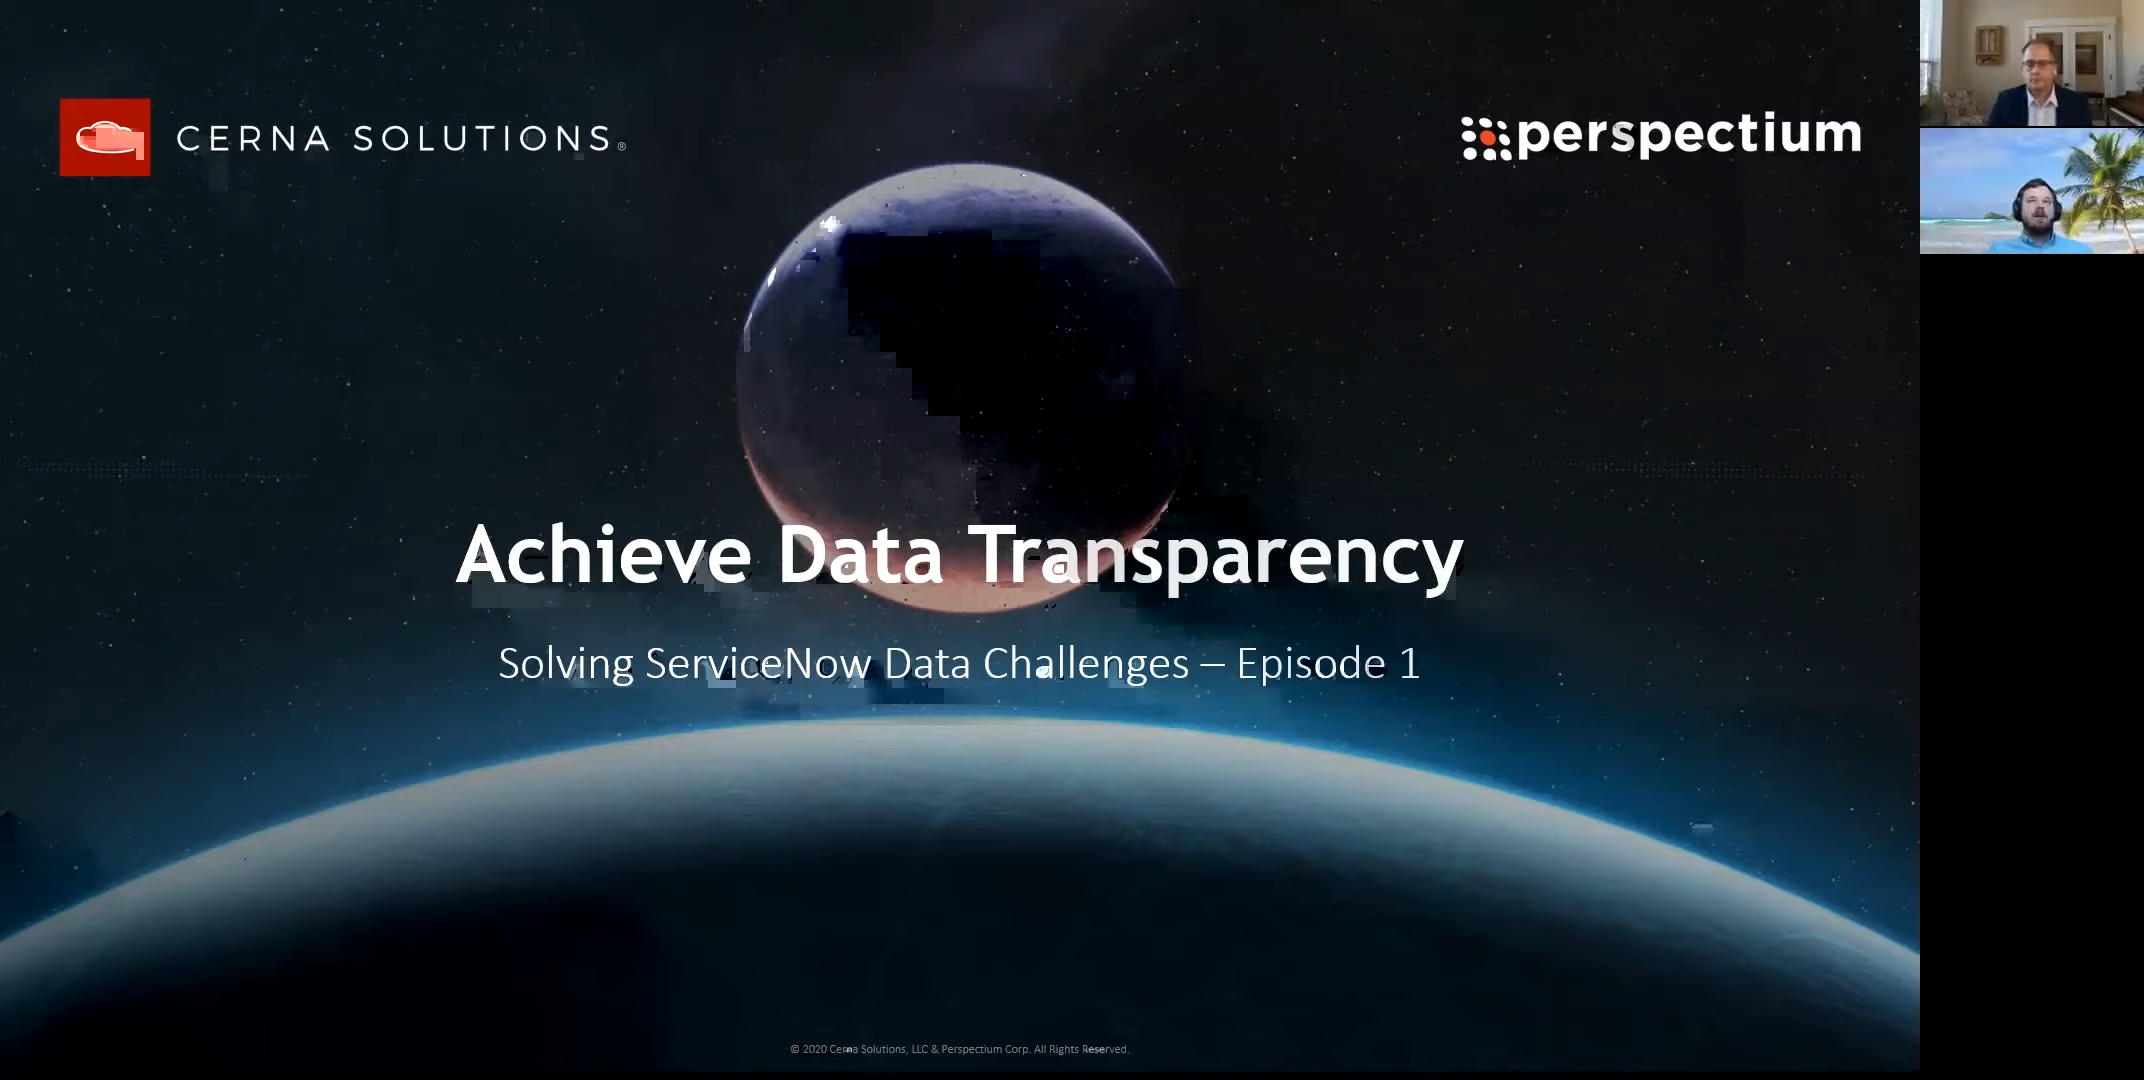 CERNA SOLUTIONS®
perspectium
Achieve Data Transparency
Solving ServiceNow Data Challenges – Episode 1
© 2020 Cerna Solutions, LLC & Perspectium Corp. All Rights Reserved.